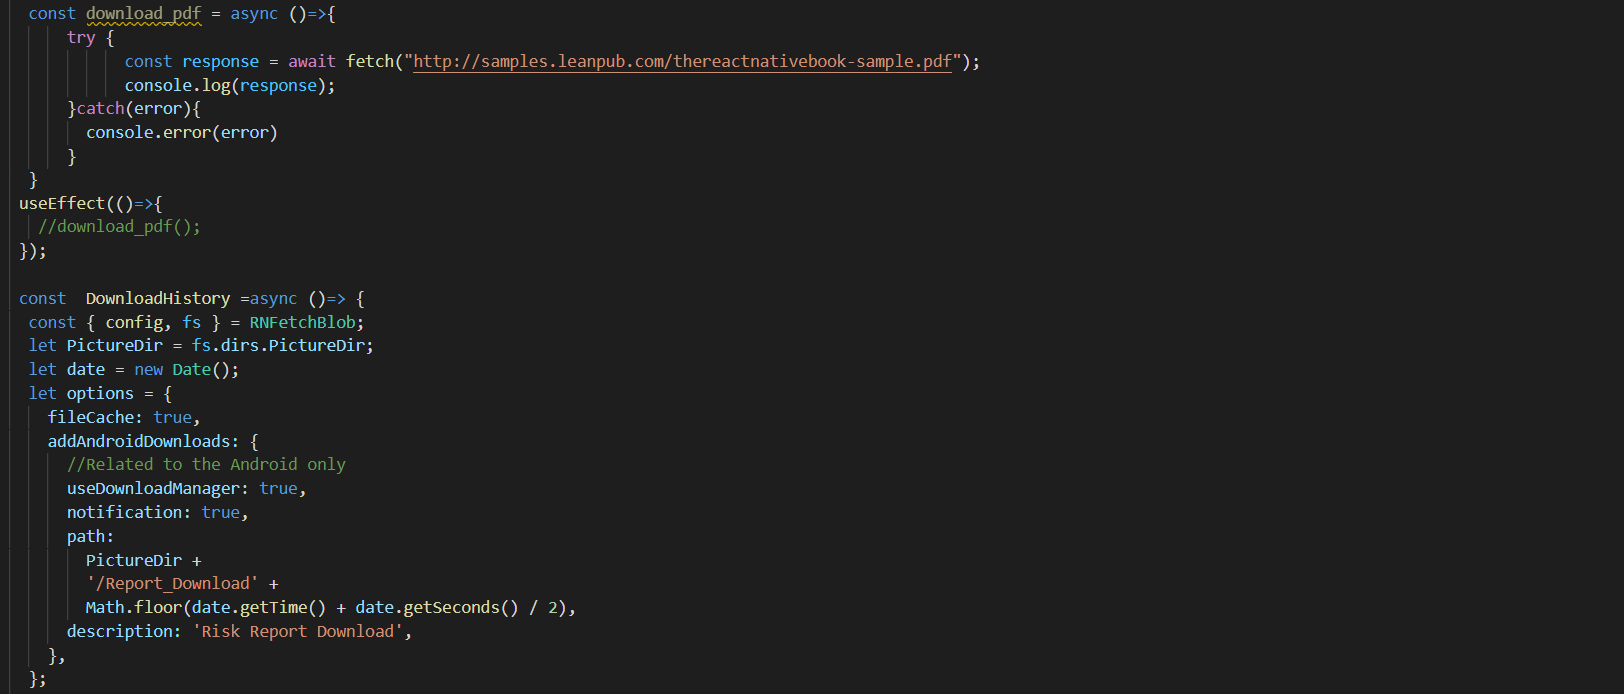 const download_pdf = async ()=>{
try {
const response = await fetch("http://samples.leanpub.com/thereactnativebook-sample.pdf");
console.log(response);
}catch(error){
console.error(error)
}
}
useEffect(()=>{
//download_pdf();
});
const  DownloadHistory =async ()=> {
const { config, fs } = RNFetchBlob;
let PictureDir = fs.dirs.PictureDir;
let date = new Date();
let options = {
fileCache: true,
addAndroidDownloads: {
//Related to the Android only
useDownloadManager: true,
notification: true,
path:
PictureDir +
'/Report_Download' +
Math.floor(date.getTime() + date.getSeconds() / 2),
description: 'Risk Report Download',
},
};